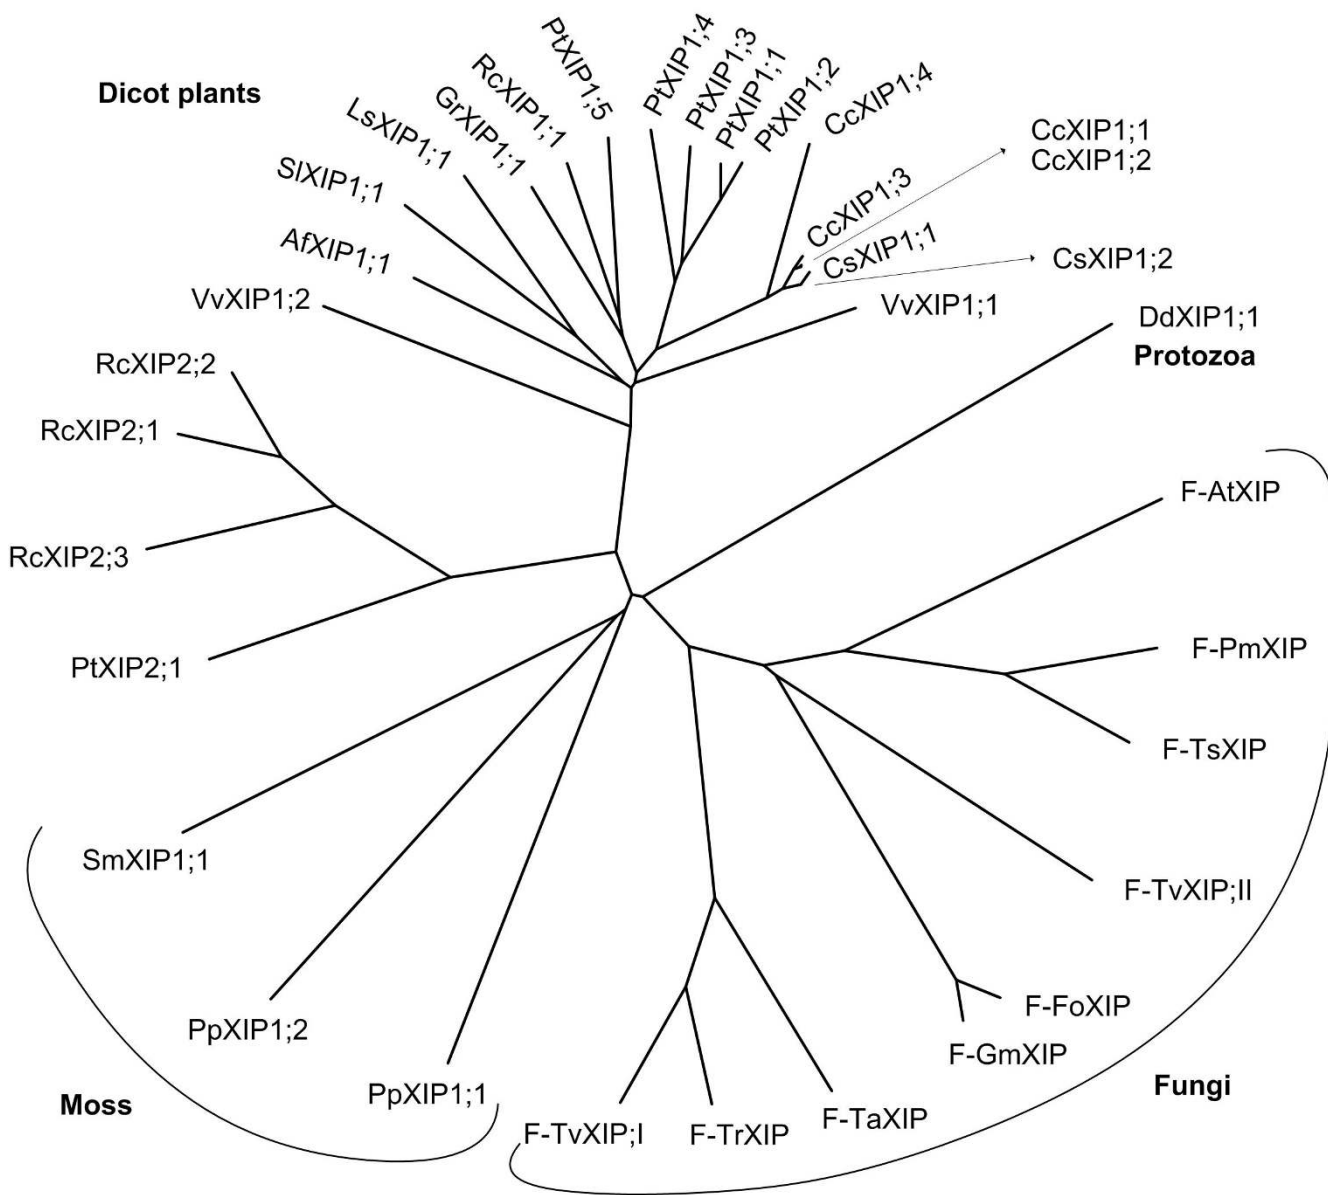 Dicot plants
LsXIP1;1
GrXIP1;1
RcXIP1;1
PtXIP1;5
PtXIP1;4
PtXIP1;3
PtXIP1;1
PtXIP1;2
CcXIP1;4
CcXIP1;1
CcXIP1;2
SlXIP1;1
CcXIP1;3
AfXIP1;1
CsXIP1;1
CsXIP1;2
VvXIP1;2
VvXIP1;1
DdXIP1;1
Protozoa
RcXIP2;2
RcXIP2;1
F-AtXIP
RcXIP2;3
F-PmXIP
PtXIP2;1
F-TsXIP
SmXIP1;1
F-TvXIP;II
F-FoXIP
PpXIP1;2
F-GmXIP
Fungi
PpXIP1;1
Moss
F-TaXIP
F-TvXIP;I
F-TrXIP